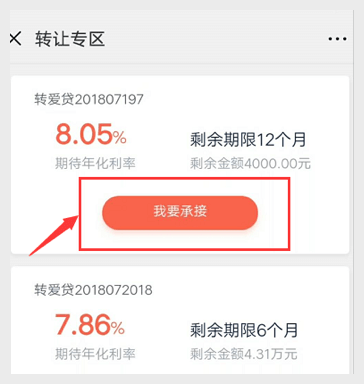 转让专区
转爱贷201807197
8.05%
剩余期限12个月
期待年化利率
剩余金额4000.00元
我要承接
转爱贷2018072018
7.86%
剩余期限6个月
期待年化利率
剩余金额4.31万元